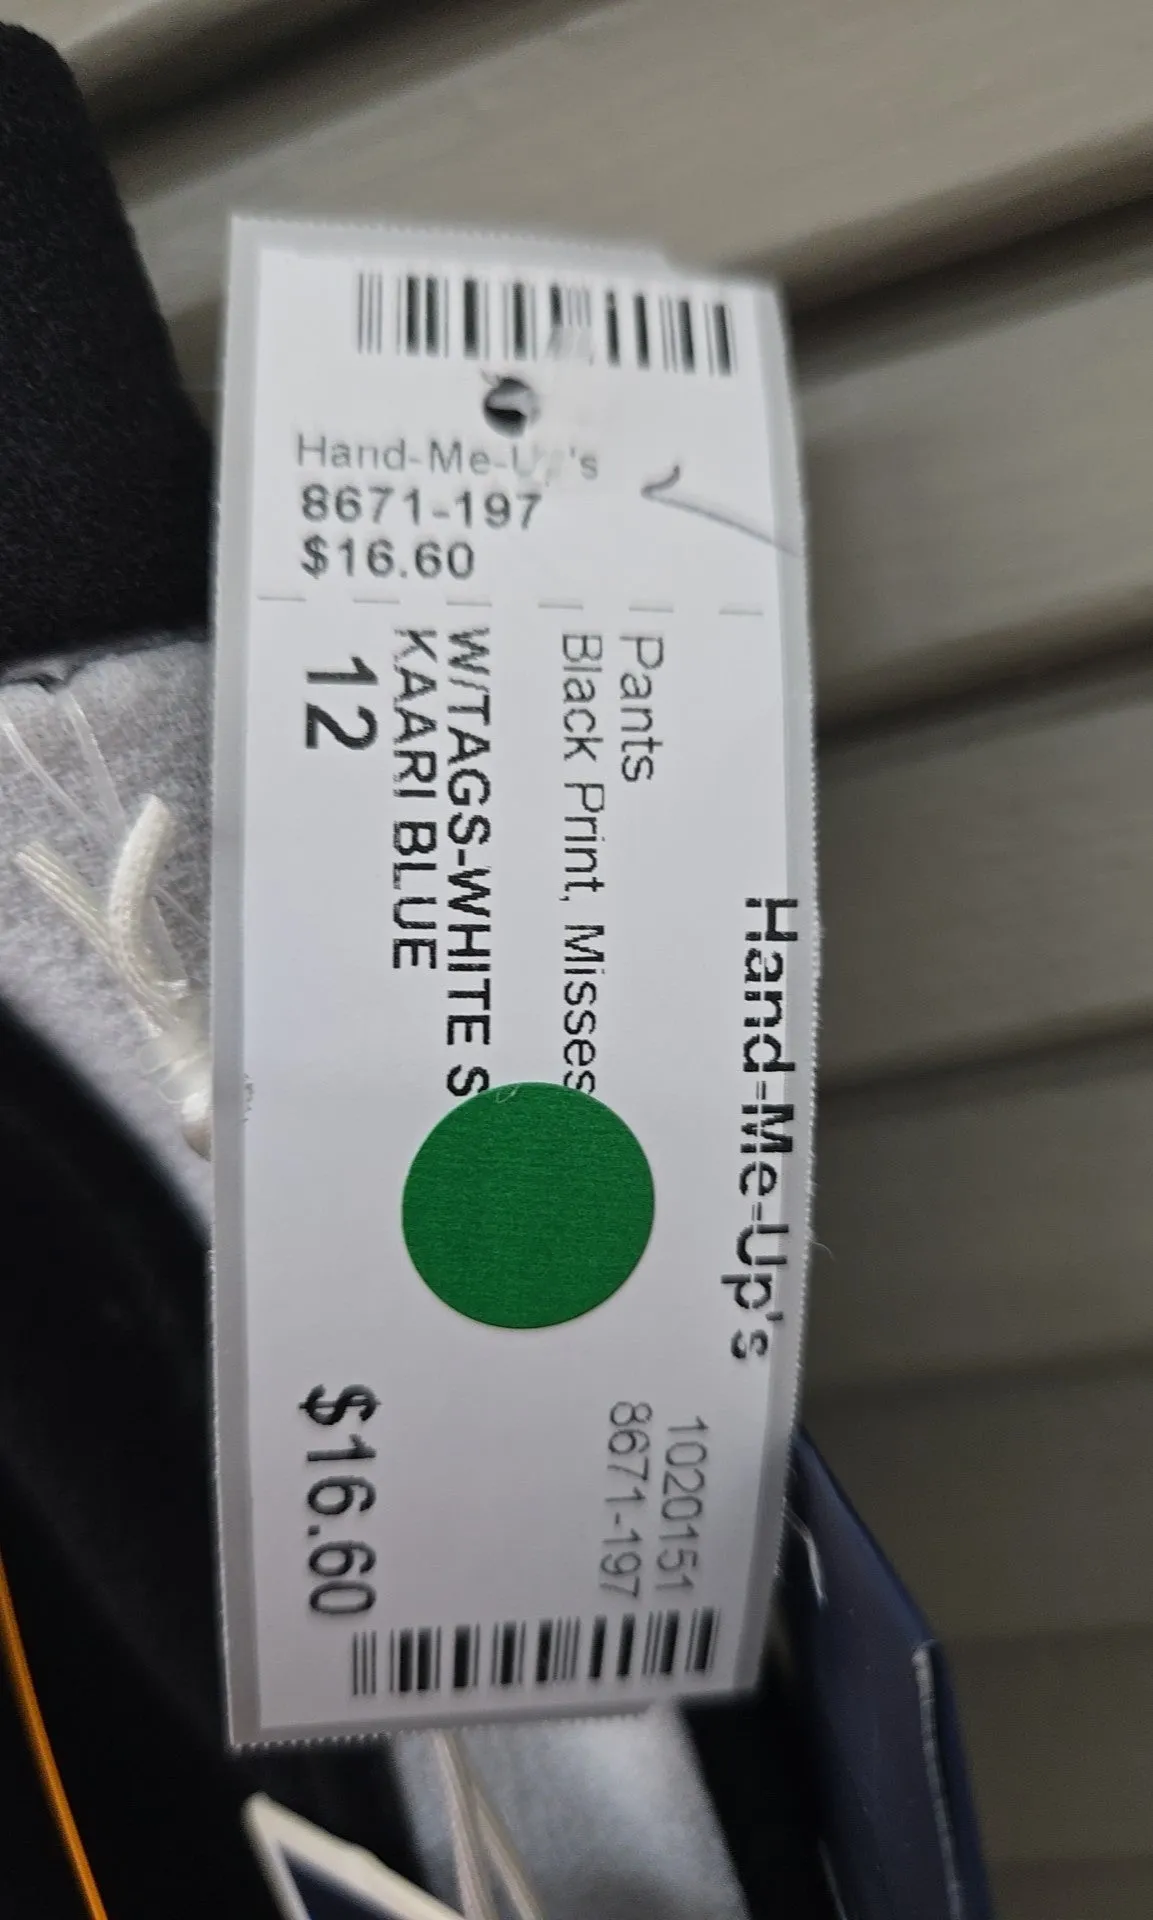 Hand-Me-Up's
8671-197
$16.60
Hand-Me-Up's
Pants
Black Print, Misses
1020151
8671-197
W/TAGS-WHITE S
KAARI BLUE
12
$16.60